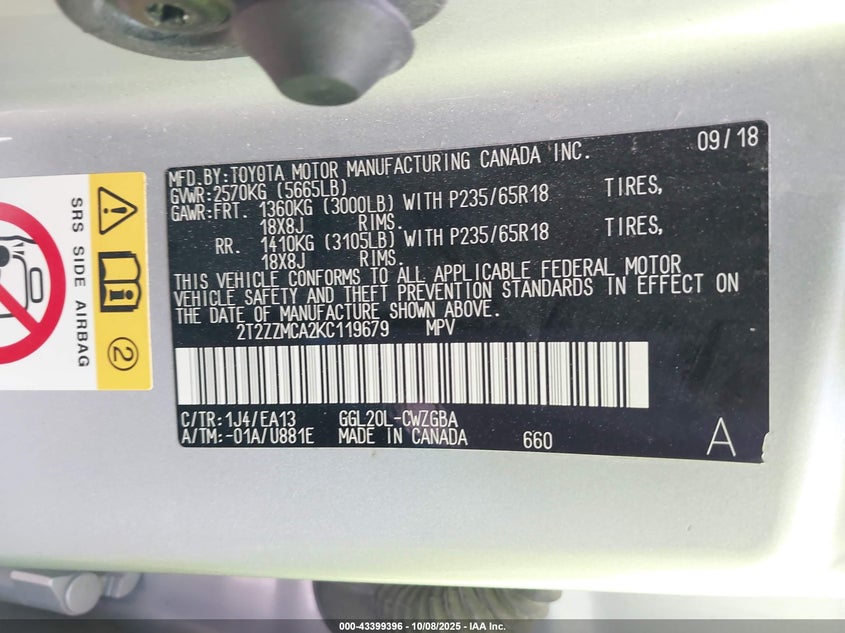 09/18
MFD.BY:TOYOTA MOTOR MANUFACTURING CANADA INC.
GVWR:2570KG (5665LB)
GAWR:FRT. 1360KG (3000LB) WITH P235/65R18 TIRES,
18X8J RIMS.
RR. 1410KG (3105LB) WITH P235/65R18 TIRES,
18X8J RIMS.
THIS VEHICLE CONFORMS TO ALL APPLICABLE FEDERAL MOTOR
VEHICLE SAFETY AND THEFT PREVENTION STANDARDS IN EFFECT ON
THE DATE OF MANUFACTURE SHOWN ABOVE.
2T2ZZMCA2KC119679 MPV
C/TR:1J4/EA13 GGL20L-CWZGBA
A/TM:-01A/U881E MADE IN CANADA 660 A
SRS SIDE AIRBAG
2
000-43399396 - 10/08/2025 - IAA Inc.